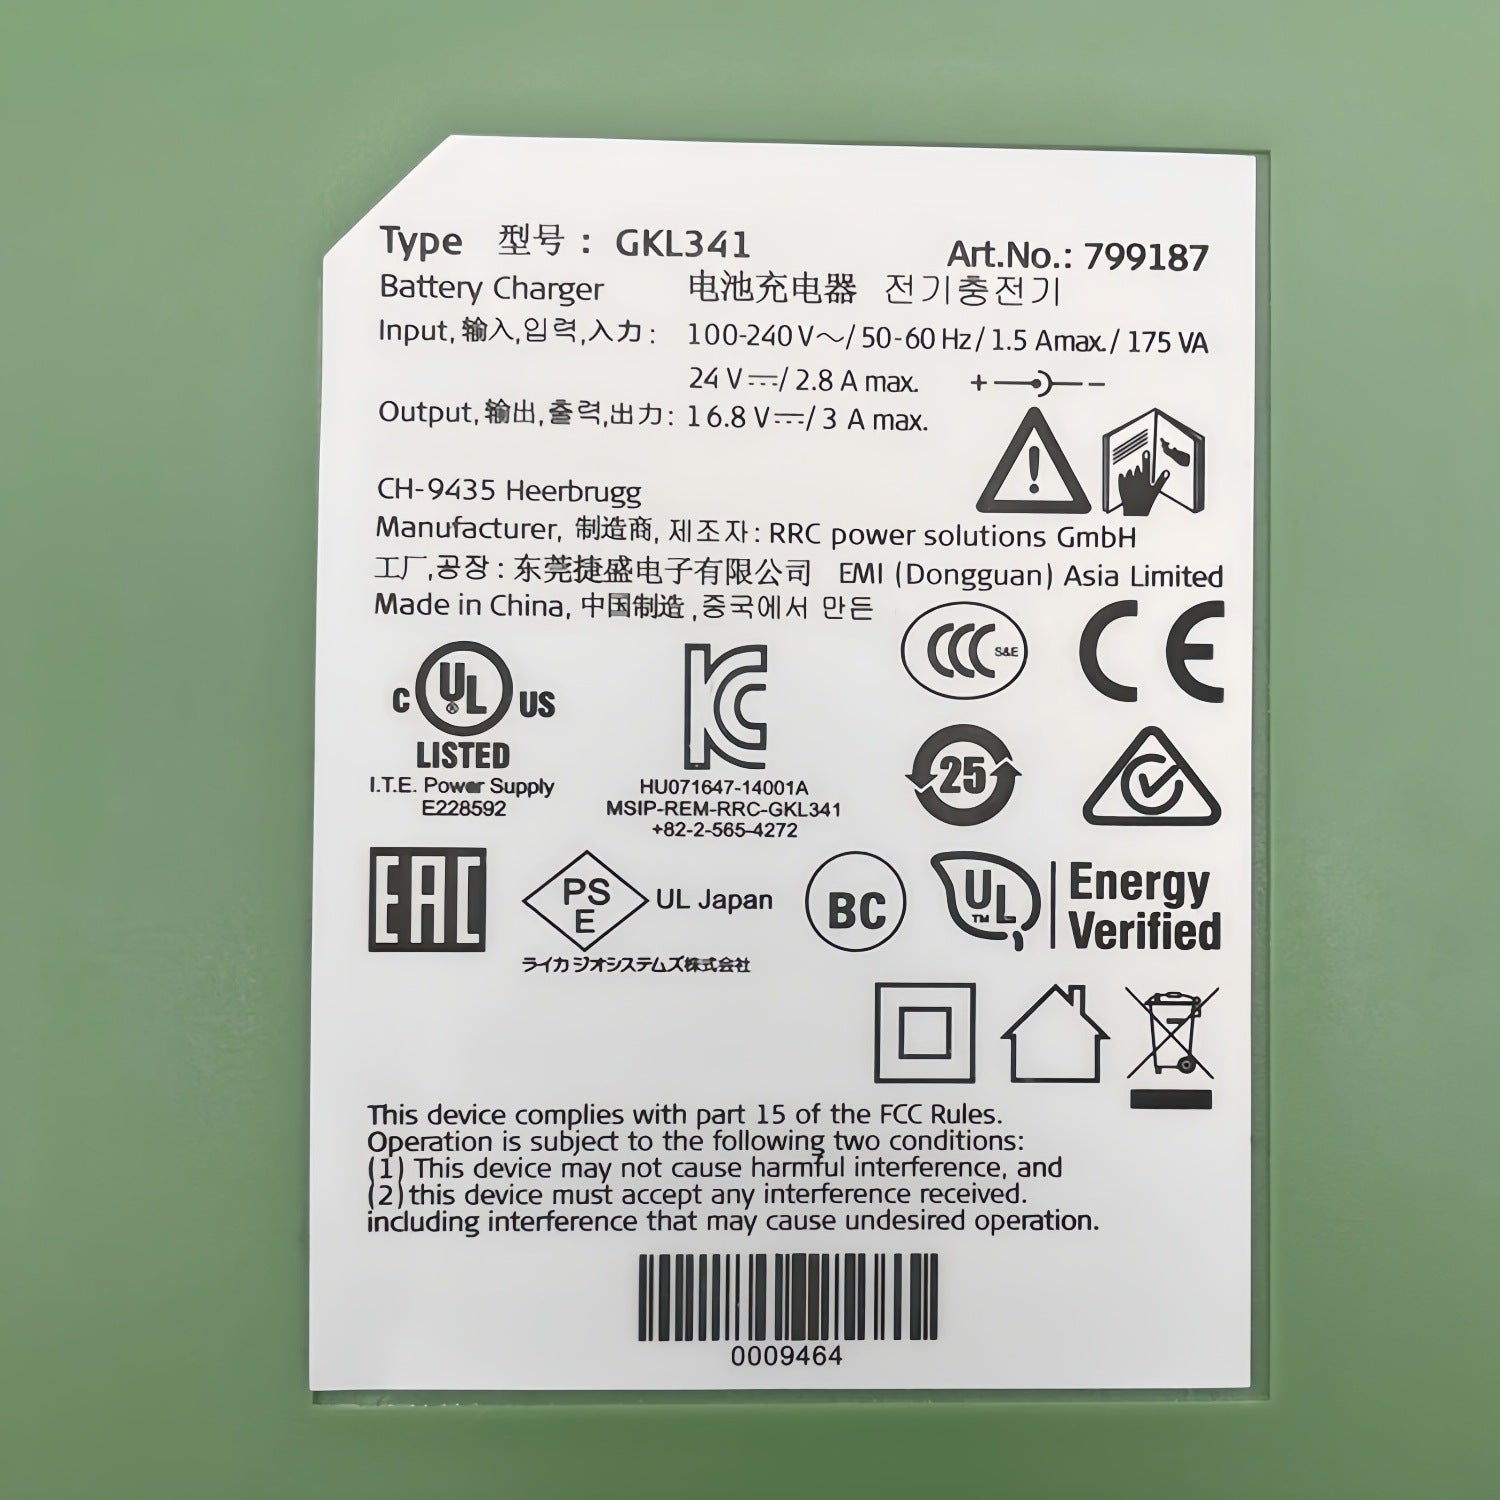 Type 型号： GKL341 Art.No.: 799187
Battery Charger 电池充电器 전기충전기
Input, 输入,입력,入力: 100-240 V～/ 50-60 Hz / 1.5 Amax. / 175 VA
24 V⎓/ 2.8 A max. + −
Output, 输出,출력,出力: 16.8 V⎓/ 3 A max.
CH-9435 Heerbrugg
Manufacturer, 制造商, 제조자: RRC power solutions GmbH
工厂,공장: 东莞捷盛电子有限公司 EMI (Dongguan) Asia Limited
Made in China, 中国制造,중국에서 만든
CCC S&E CE
C UL ® US
LISTED
I.T.E. Power Supply
E228592
KC
HU071647-14001A
MSIP-REM-RRC-GKL341
+82-2-565-4272
25
EAC
PS
E
UL Japan
ライカ ジオシステムズ株式会社
BC
UL ™
Energy
Verified
This device complies with part 15 of the FCC Rules.
Operation is subject to the following two conditions:
(1) This device may not cause harmful interference, and
(2) this device must accept any interference received.
including interference that may cause undesired operation.
0009464